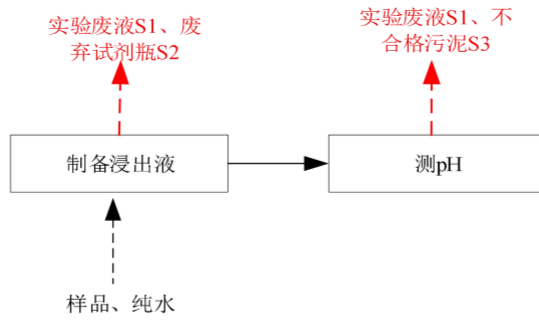 实验废液S1、废
弃试剂瓶S2
实验废液S1、不
合格污泥S3
制备浸出液
测pH
样品、纯水